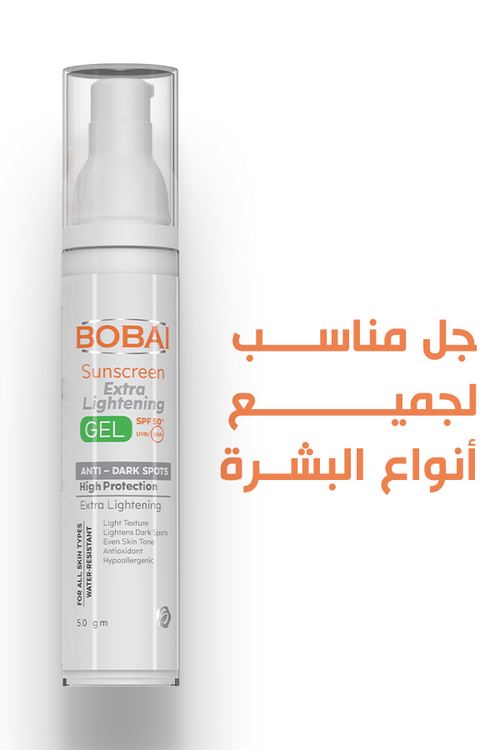 BOBAI
Sunscreen
Extra
Lightening
GEL
SPF 50+
UVB/ UVA
ANTI – DARK SPOTS
High Protection
Extra Lightening
FOR ALL SKIN TYPES
WATER-RESISTANT
Light Texture
Lightens Dark Spots
Even Skin Tone
Antioxidant
Hypoallergenic
50 gm
جل مناسب
لجميع
أنواع البشرة